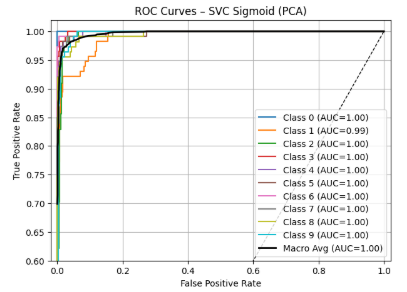 ROC Curves – SVC Sigmoid (PCA)
True Positive Rate
1.00
0.95
0.90
0.85
0.80
0.75
0.70
0.65
0.60
Class 0 (AUC=1.00)
Class 1 (AUC=0.99)
Class 2 (AUC=1.00)
Class 3 (AUC=1.00)
Class 4 (AUC=1.00)
Class 5 (AUC=1.00)
Class 6 (AUC=1.00)
Class 7 (AUC=1.00)
Class 8 (AUC=1.00)
Class 9 (AUC=1.00)
Macro Avg (AUC=1.00)
0.0 0.2 0.4 0.6 0.8 1.0
False Positive Rate